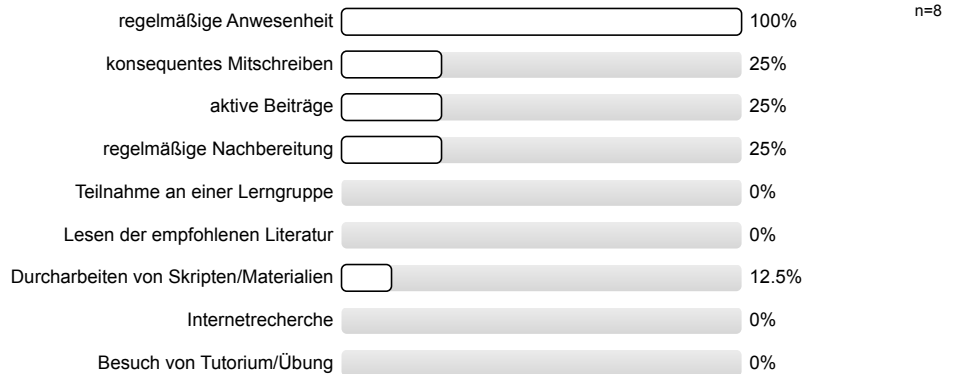 regelmäßige Anwesenheit 100% n=8
konsequentes Mitschreiben 25%
aktive Beiträge 25%
regelmäßige Nachbereitung 25%
Teilnahme an einer Lerngruppe 0%
Lesen der empfohlenen Literatur 0%
Durcharbeiten von Skripten/Materialien 12.5%
Internetrecherche 0%
Besuch von Tutorium/Übung 0%